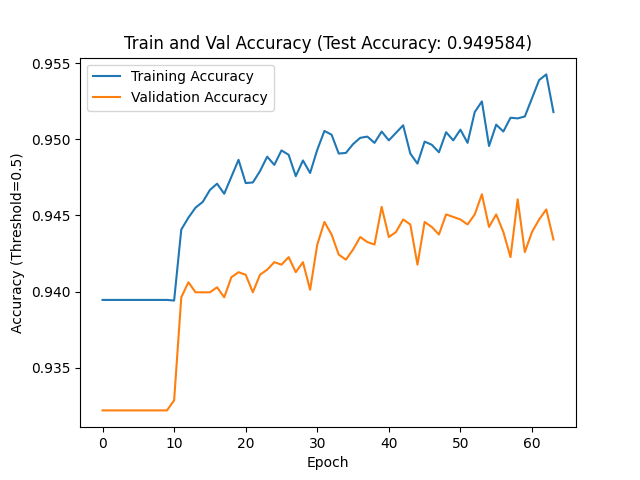 Train and Val Accuracy (Test Accuracy: 0.949584)
Training Accuracy
Validation Accuracy
Accuracy (Threshold=0.5)
0.955
0.950
0.945
0.940
0.935
0
10
20
30
40
50
60
Epoch